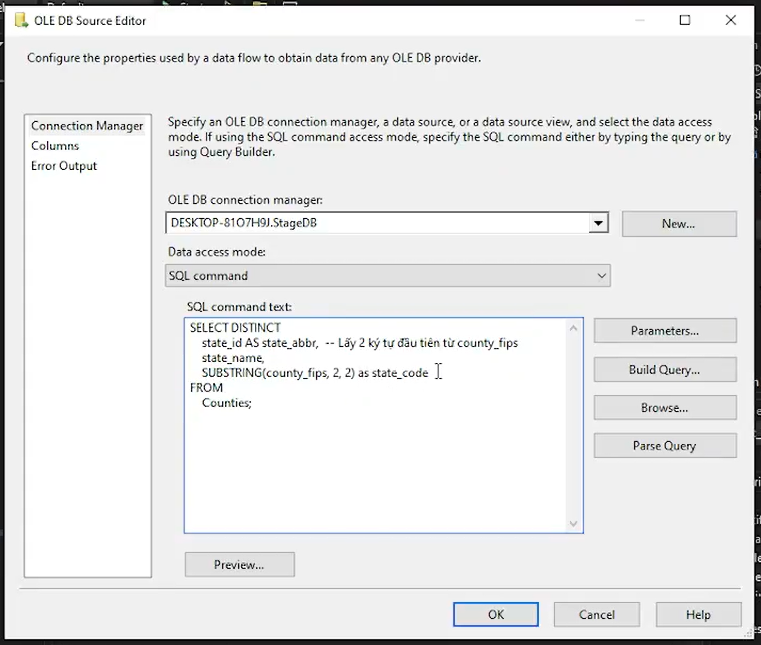 OLE DB Source Editor
Configure the properties used by a data flow to obtain data from any OLE DB provider.
Connection Manager
Columns
Error Output
Specify an OLE DB connection manager, a data source, or a data source view, and select the data access
mode. If using the SQL command access mode, specify the SQL command either by typing the query or by
using Query Builder.
OLE DB connection manager:
DESKTOP-81O7H9J.StageDB
New...
Data access mode:
SQL command
SQL command text:
SELECT DISTINCT
state_id AS state_abbr, -- Lấy 2 ký tự đầu tiên từ county_fips
state_name,
SUBSTRING(county_fips, 2, 2) as state_code
FROM
Counties;
Parameters...
Build Query...
Browse...
Parse Query
Preview...
OK
Cancel
Help